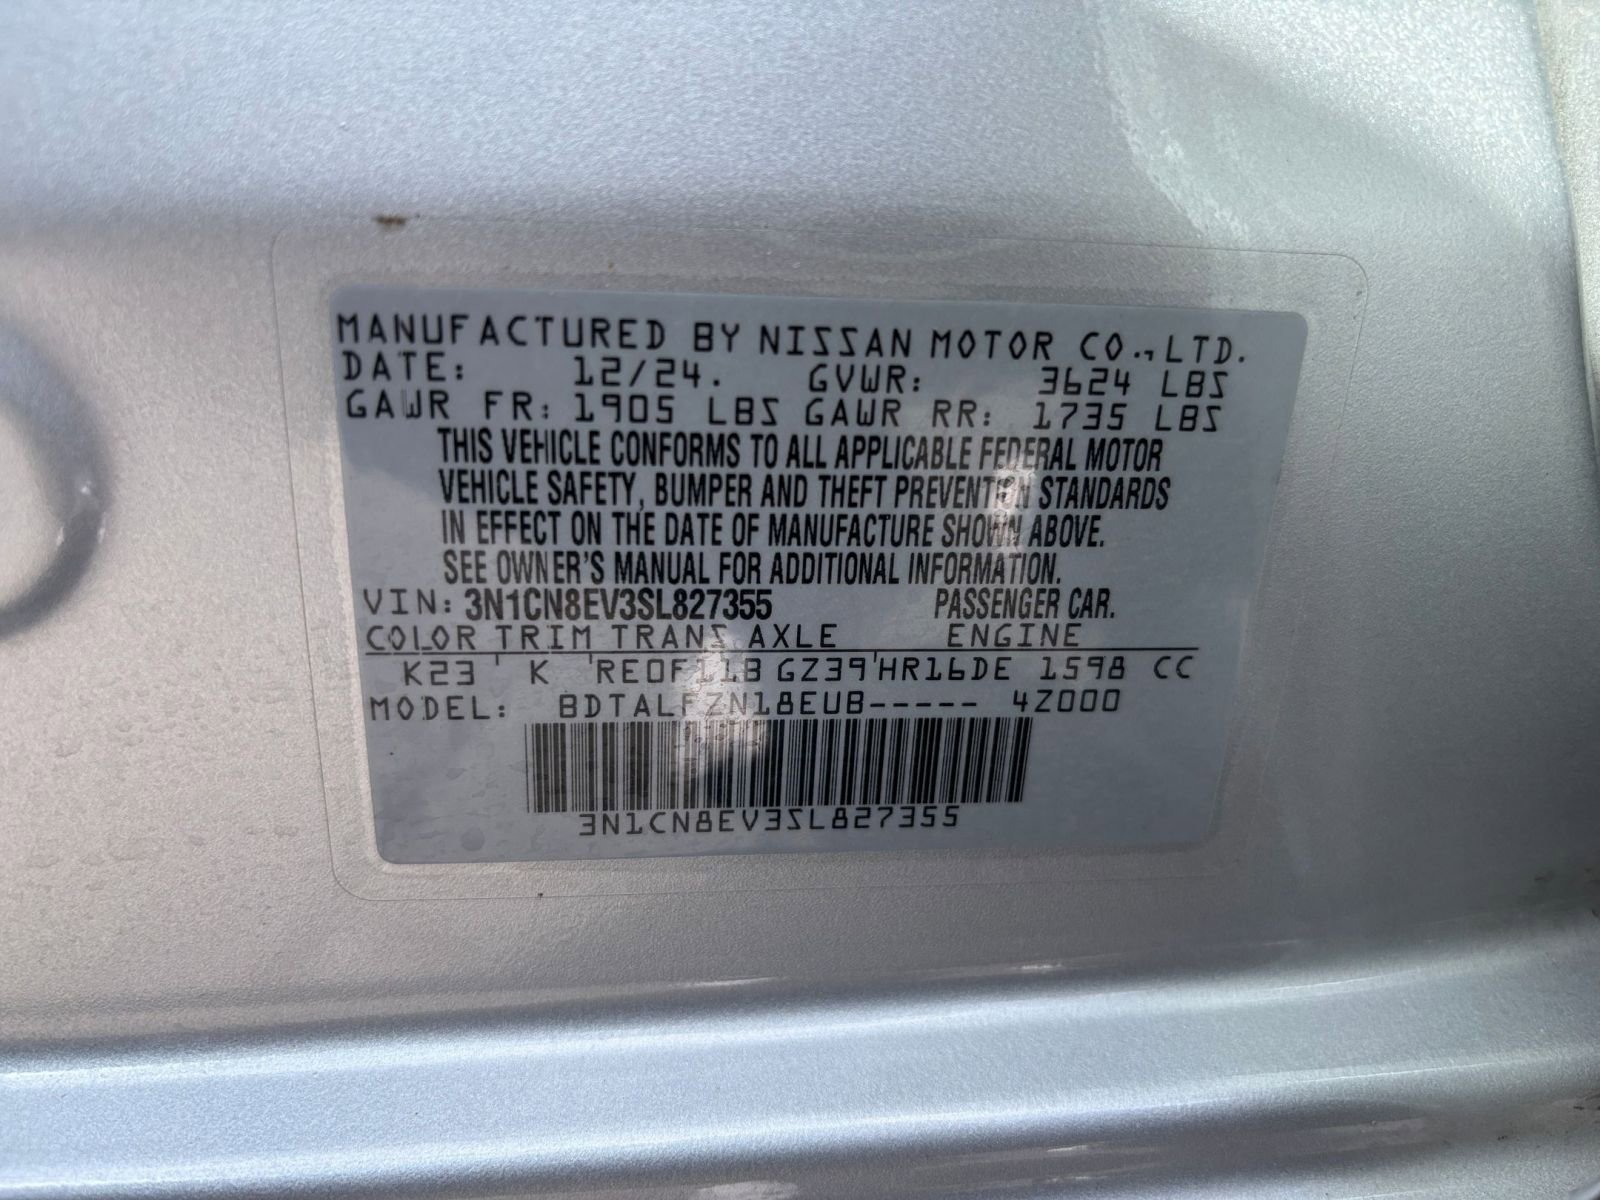 MANUFACTURED BY NISSAN MOTOR CO.,LTD.
DATE: 12/24. GVWR: 3624 LBS
GAWR FR: 1905 LBS GAWR RR: 1735 LBS
THIS VEHICLE CONFORMS TO ALL APPLICABLE FEDERAL MOTOR
VEHICLE SAFETY, BUMPER AND THEFT PREVENTION STANDARDS
IN EFFECT ON THE DATE OF MANUFACTURE SHOWN ABOVE.
SEE OWNER'S MANUAL FOR ADDITIONAL INFORMATION.
VIN: 3N1CN8EV3SL827355 PASSENGER CAR.
COLOR TRIM TRANS AXLE ENGINE
K23 K RE0F11B GZ39 HR16DE 1598 CC
MODEL: BDTALFZN18EUB----- 4Z000
3N1CN8EV3SL827355